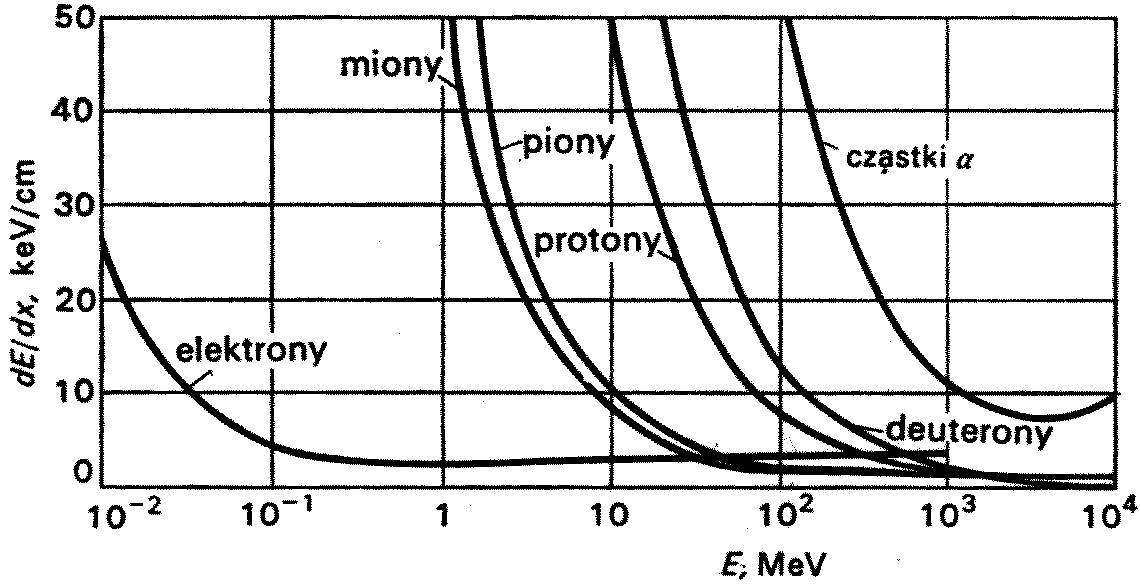 50
miony
40
piony
cząstki α
30
protony
20
elektrony
10
deuterony
0
dE/dx, keV/cm
10⁻² 10⁻¹ 1 10 10² 10³ 10⁴
E, MeV